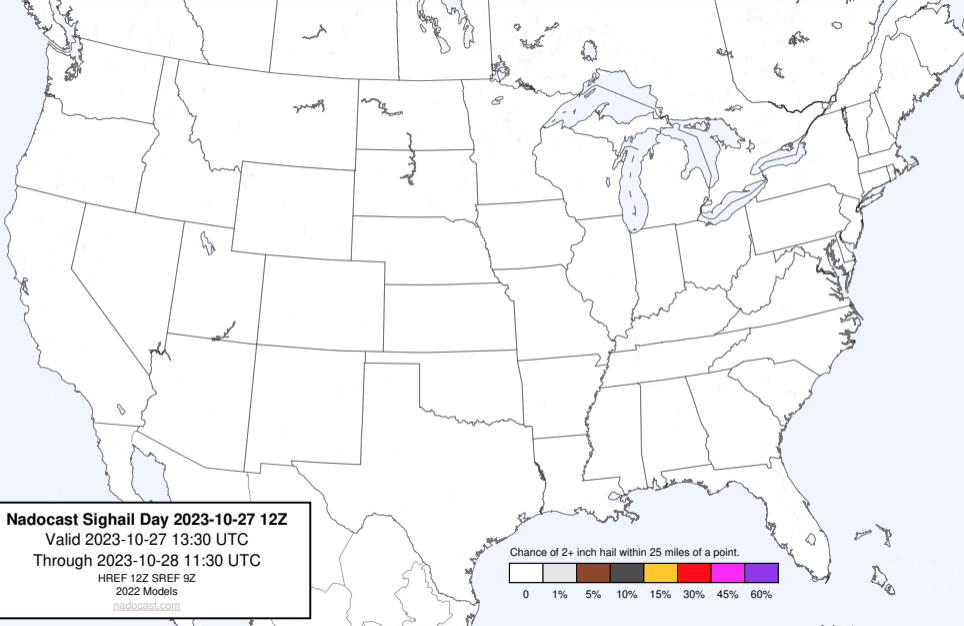 Nadocast Sighail Day 2023-10-27 12Z
Valid 2023-10-27 13:30 UTC
Through 2023-10-28 11:30 UTC
HREF 12Z SREF 9Z
2022 Models
nadocast.com
Chance of 2+ inch hail within 25 miles of a point.
0 1% 5% 10% 15% 30% 45% 60%